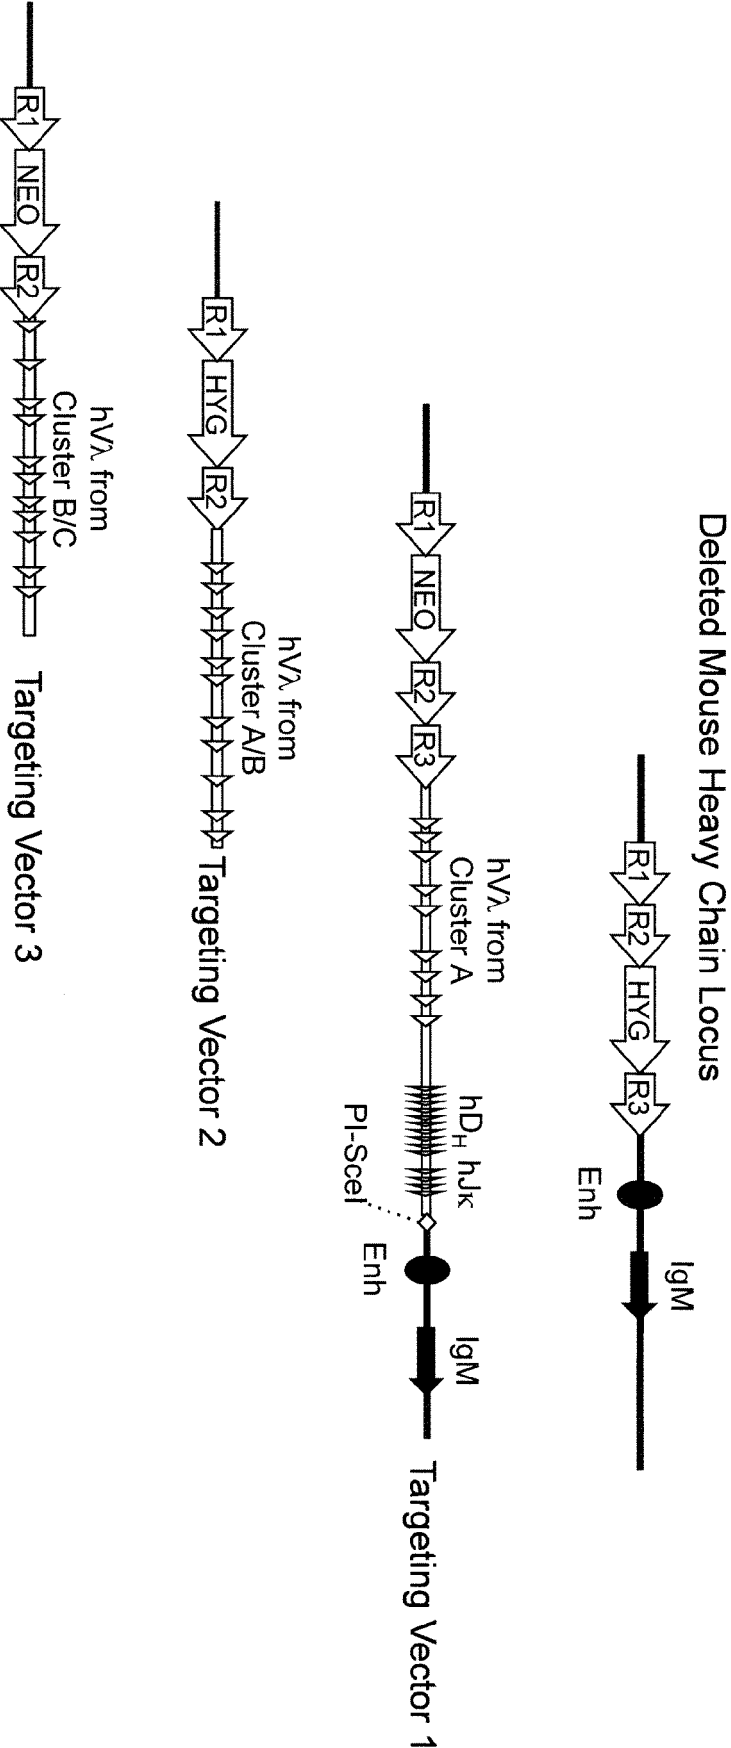 Deleted Mouse Heavy Chain Locus
R1 R2 HYG R3
Enh
IgM
R1 NEO R2 R3
hVλ from
Cluster A
hDH hJκ
PI-SceI
Enh
IgM
Targeting Vector 1
R1 HYG R2
hVλ from
Cluster A/B
Targeting Vector 2
R1 NEO R2
hVλ from
Cluster B/C
Targeting Vector 3